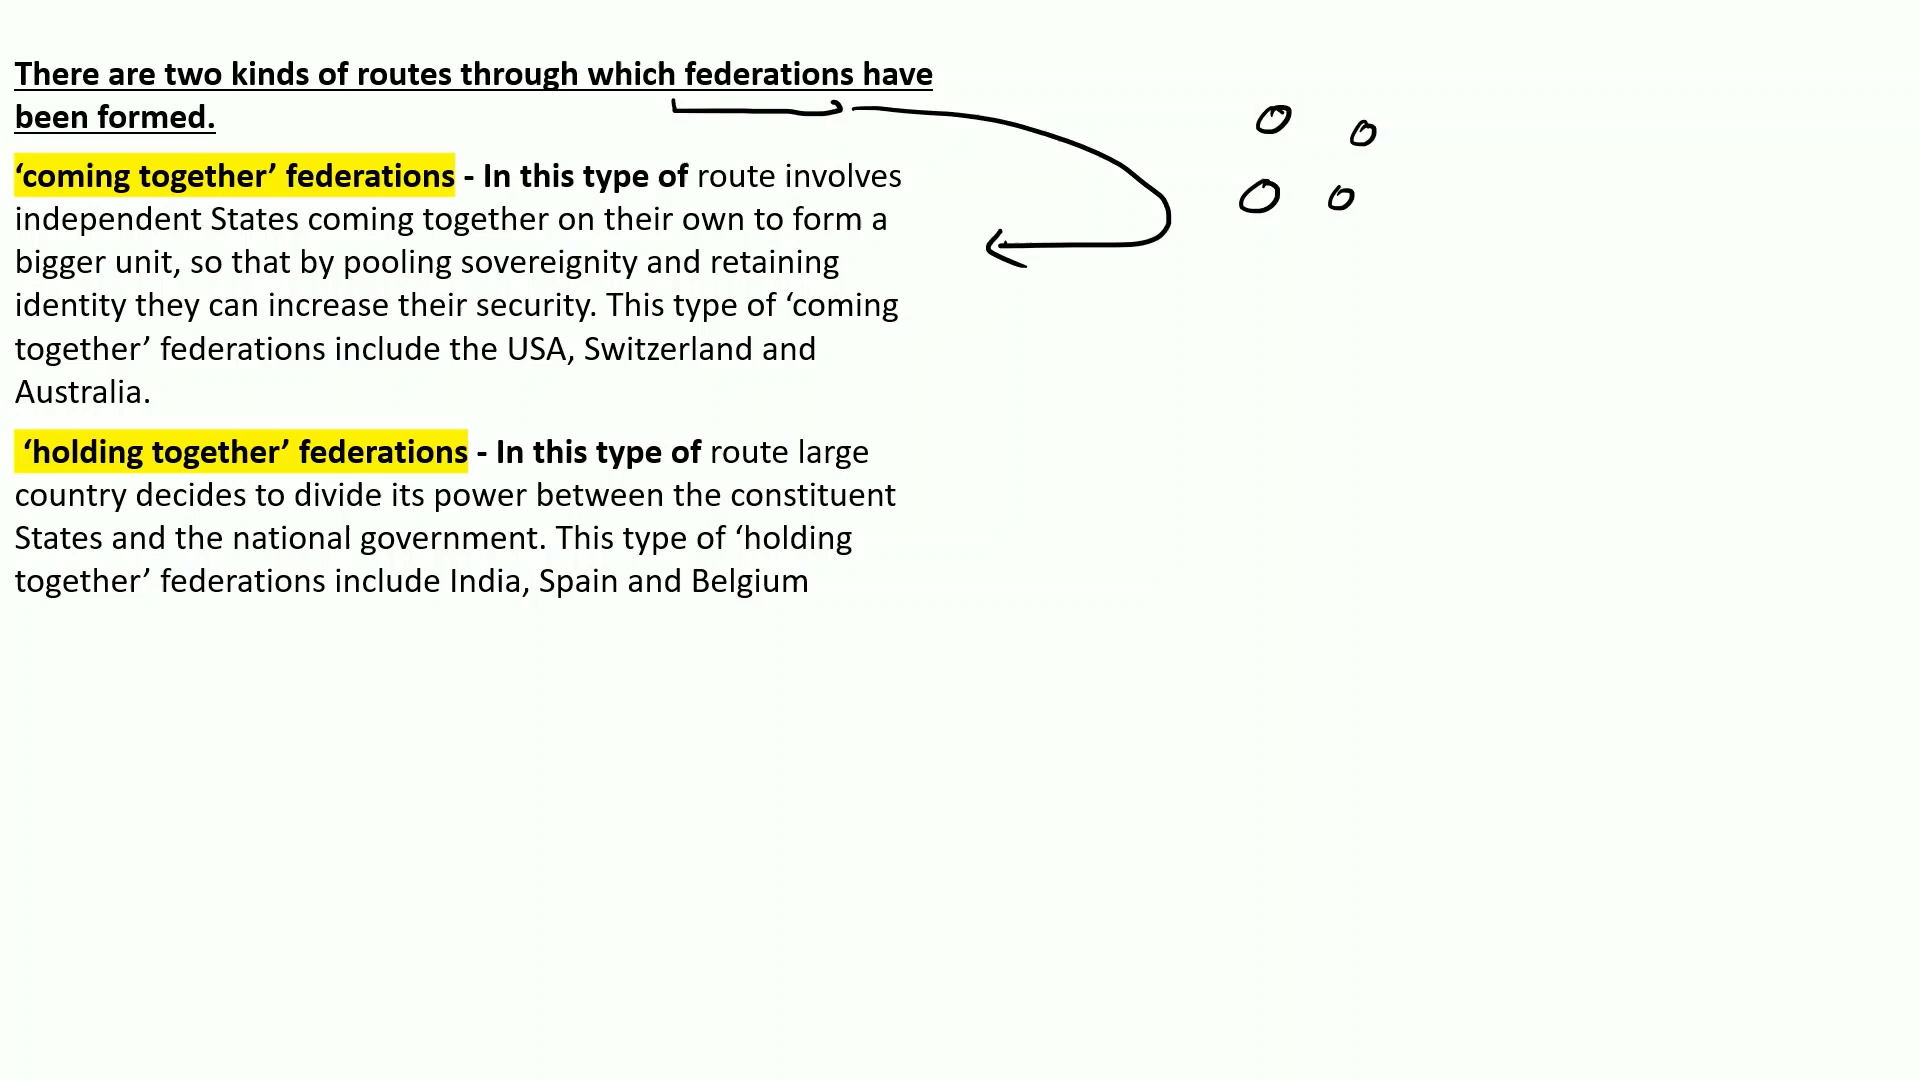 There are two kinds of routes through which federations have
been formed.
‘coming together’ federations - In this type of route involves
independent States coming together on their own to form a
bigger unit, so that by pooling sovereignty and retaining
identity they can increase their security. This type of ‘coming
together’ federations include the USA, Switzerland and
Australia.
‘holding together’ federations - In this type of route large
country decides to divide its power between the constituent
States and the national government. This type of ‘holding
together’ federations include India, Spain and Belgium